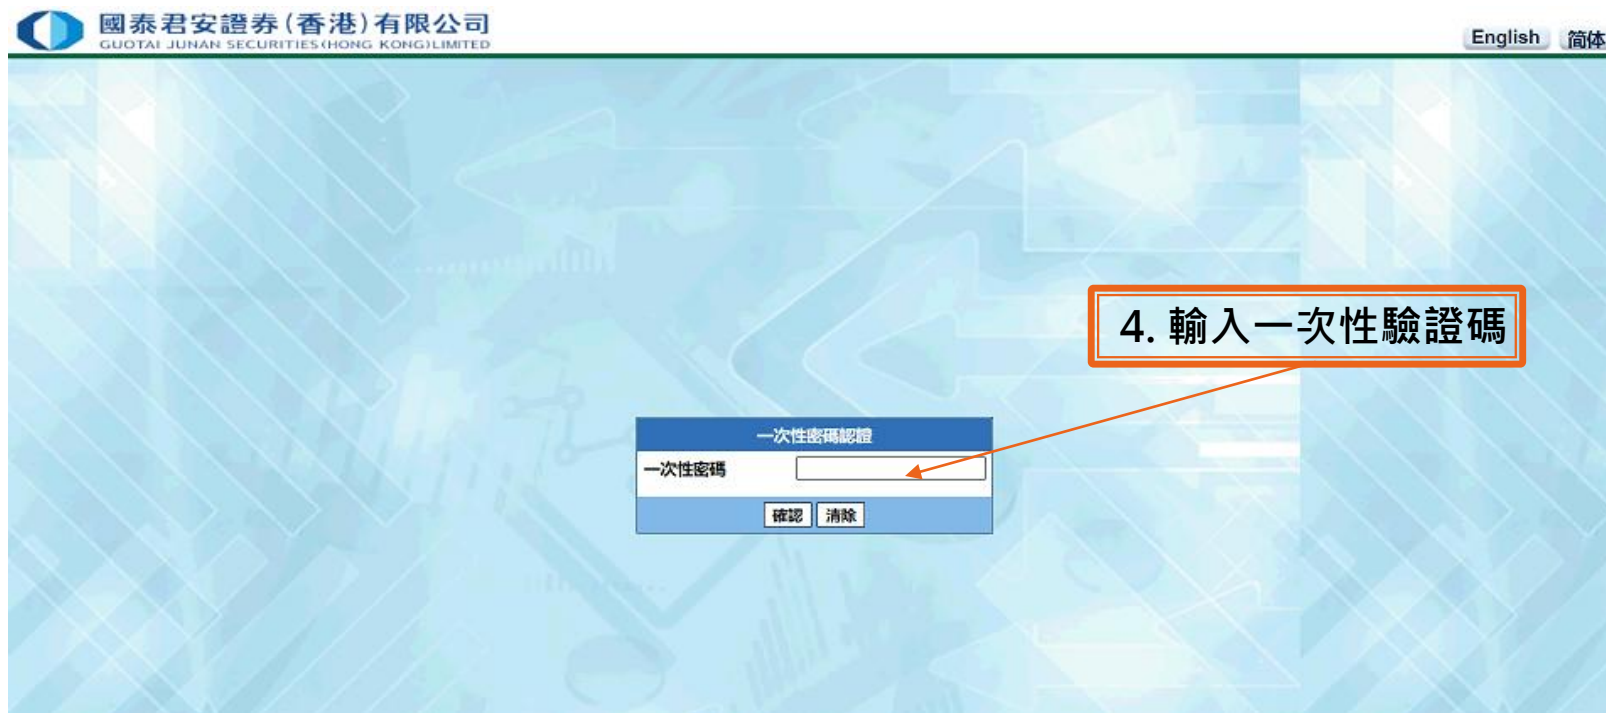 國泰君安證券(香港)有限公司
GUOTAI JUNAN SECURITIES(HONG KONG)LIMITED
English 简体
4. 輸入一次性驗證碼
一次性密碼認證
一次性密碼
確認 清除